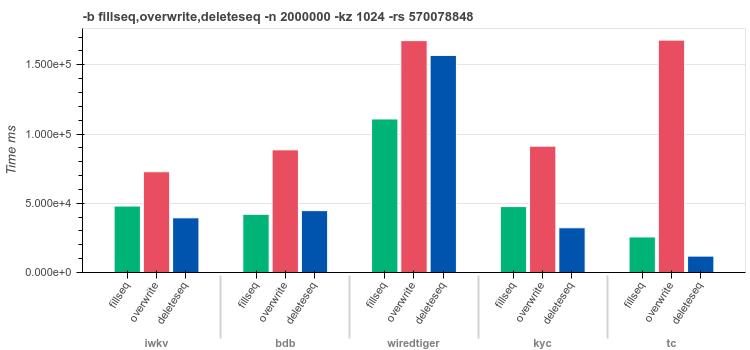 -b fillseq,overwrite,deleteseq -n 2000000 -kz 1024 -rs 570078848
Time ms
1.500e+5
1.000e+5
5.000e+4
0.000e+0
fillseq overwrite deleteseq fillseq overwrite deleteseq fillseq overwrite deleteseq fillseq overwrite deleteseq fillseq overwrite deleteseq
iwkv bdb wiredtiger kyc tc